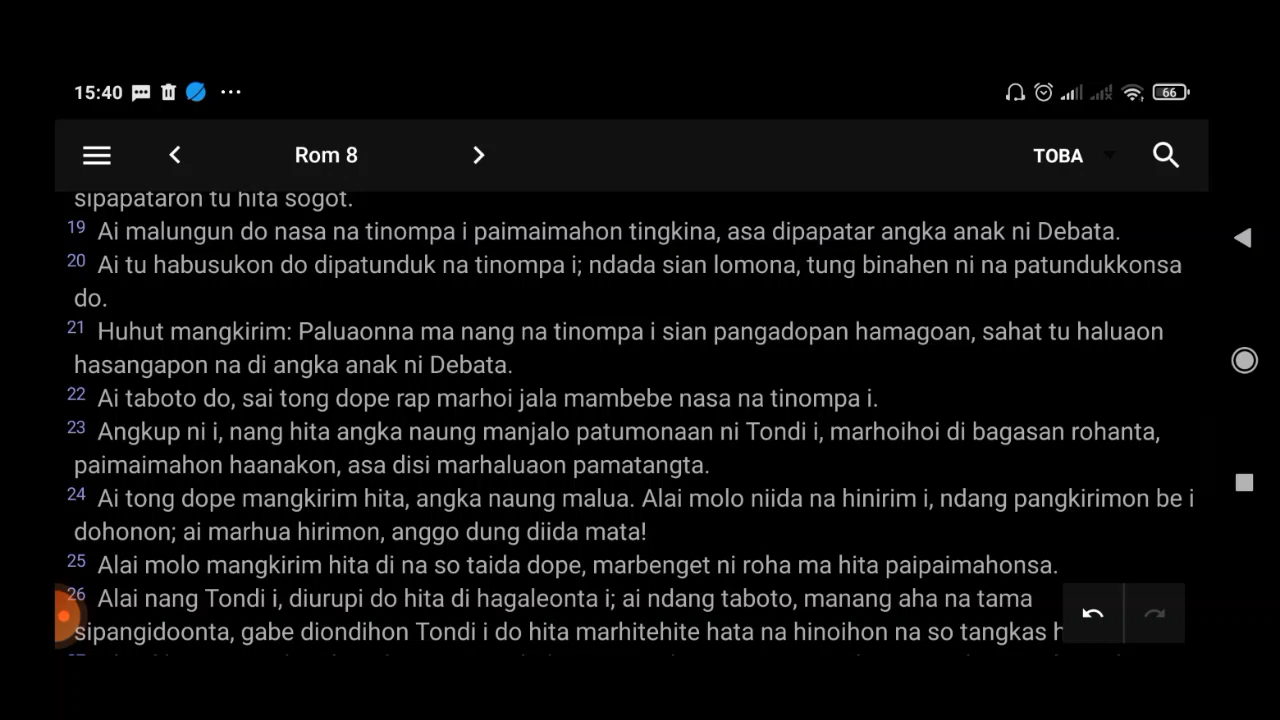 15:40
66
Rom 8
TOBA
sipapataron tu hita sogot.
19 Ai malungun do nasa na tinompa i paimaimahon tingkina, asa dipapatar angka anak ni Debata.
20 Ai tu habusukon do dipatunduk na tinompa i; ndada sian lomona, tung binahen ni na patundukkonsa
do.
21 Huhut mangkirim: Paluaonna ma nang na tinompa i sian pangadopan hamagoan, sahat tu haluaon
hasangapon na di angka anak ni Debata.
22 Ai taboto do, sai tong dope rap marhoi jala mambebe nasa na tinompa i.
23 Angkup ni i, nang hita angka naung manjalo patumonaan ni Tondi i, marhoihoi di bagasan rohanta,
paimaimahon haanakon, asa disi marhaluaon pamatangta.
24 Ai tong dope mangkirim hita, angka naung malua. Alai molo niida na hinirim i, ndang pangkirimon be i
dohonon; ai marhua hirimon, anggo dung diida mata!
25 Alai molo mangkirim hita di na so taida dope, marbenget ni roha ma hita paipaimahonsa.
26 Alai nang Tondi i, diurupi do hita di hagaleonta i; ai ndang taboto, manang aha na tama
sipangidoonta, gabe diondihon Tondi i do hita marhitehite hata na hinoihon na so tangkas